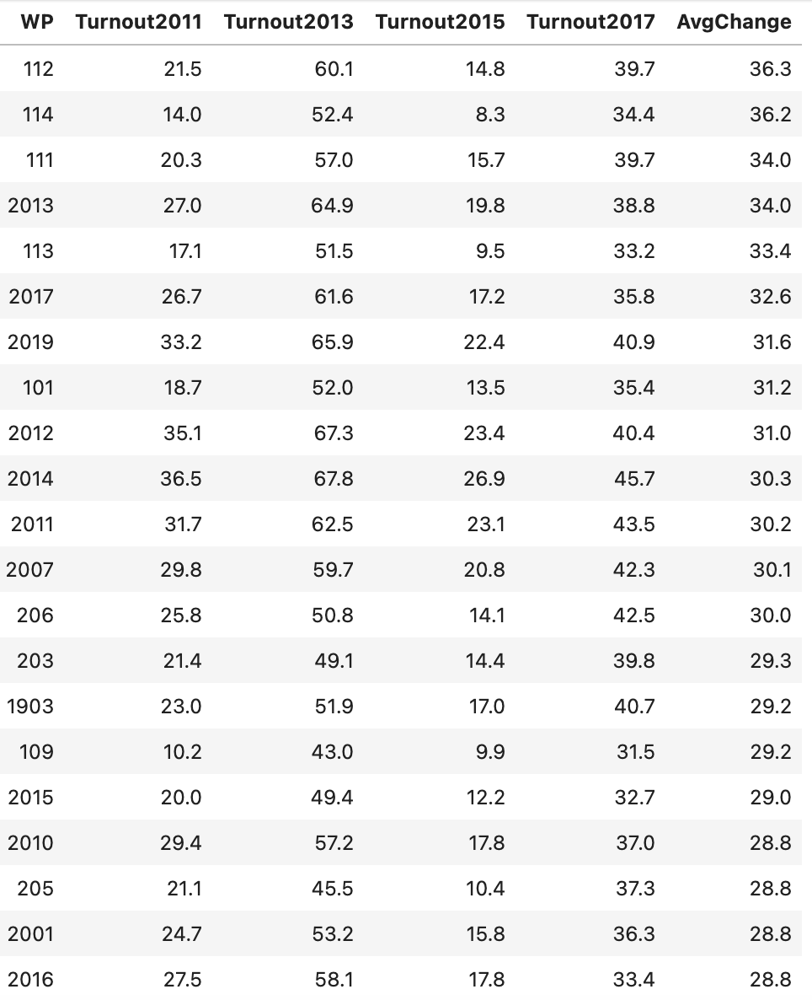 WP Turnout2011 Turnout2013 Turnout2015 Turnout2017 AvgChange
112 21.5 60.1 14.8 39.7 36.3
114 14.0 52.4 8.3 34.4 36.2
111 20.3 57.0 15.7 39.7 34.0
2013 27.0 64.9 19.8 38.8 34.0
113 17.1 51.5 9.5 33.2 33.4
2017 26.7 61.6 17.2 35.8 32.6
2019 33.2 65.9 22.4 40.9 31.6
101 18.7 52.0 13.5 35.4 31.2
2012 35.1 67.3 23.4 40.4 31.0
2014 36.5 67.8 26.9 45.7 30.3
2011 31.7 62.5 23.1 43.5 30.2
2007 29.8 59.7 20.8 42.3 30.1
206 25.8 50.8 14.1 42.5 30.0
203 21.4 49.1 14.4 39.8 29.3
1903 23.0 51.9 17.0 40.7 29.2
109 10.2 43.0 9.9 31.5 29.2
2015 20.0 49.4 12.2 32.7 29.0
2010 29.4 57.2 17.8 37.0 28.8
205 21.1 45.5 10.4 37.3 28.8
2001 24.7 53.2 15.8 36.3 28.8
2016 27.5 58.1 17.8 33.4 28.8